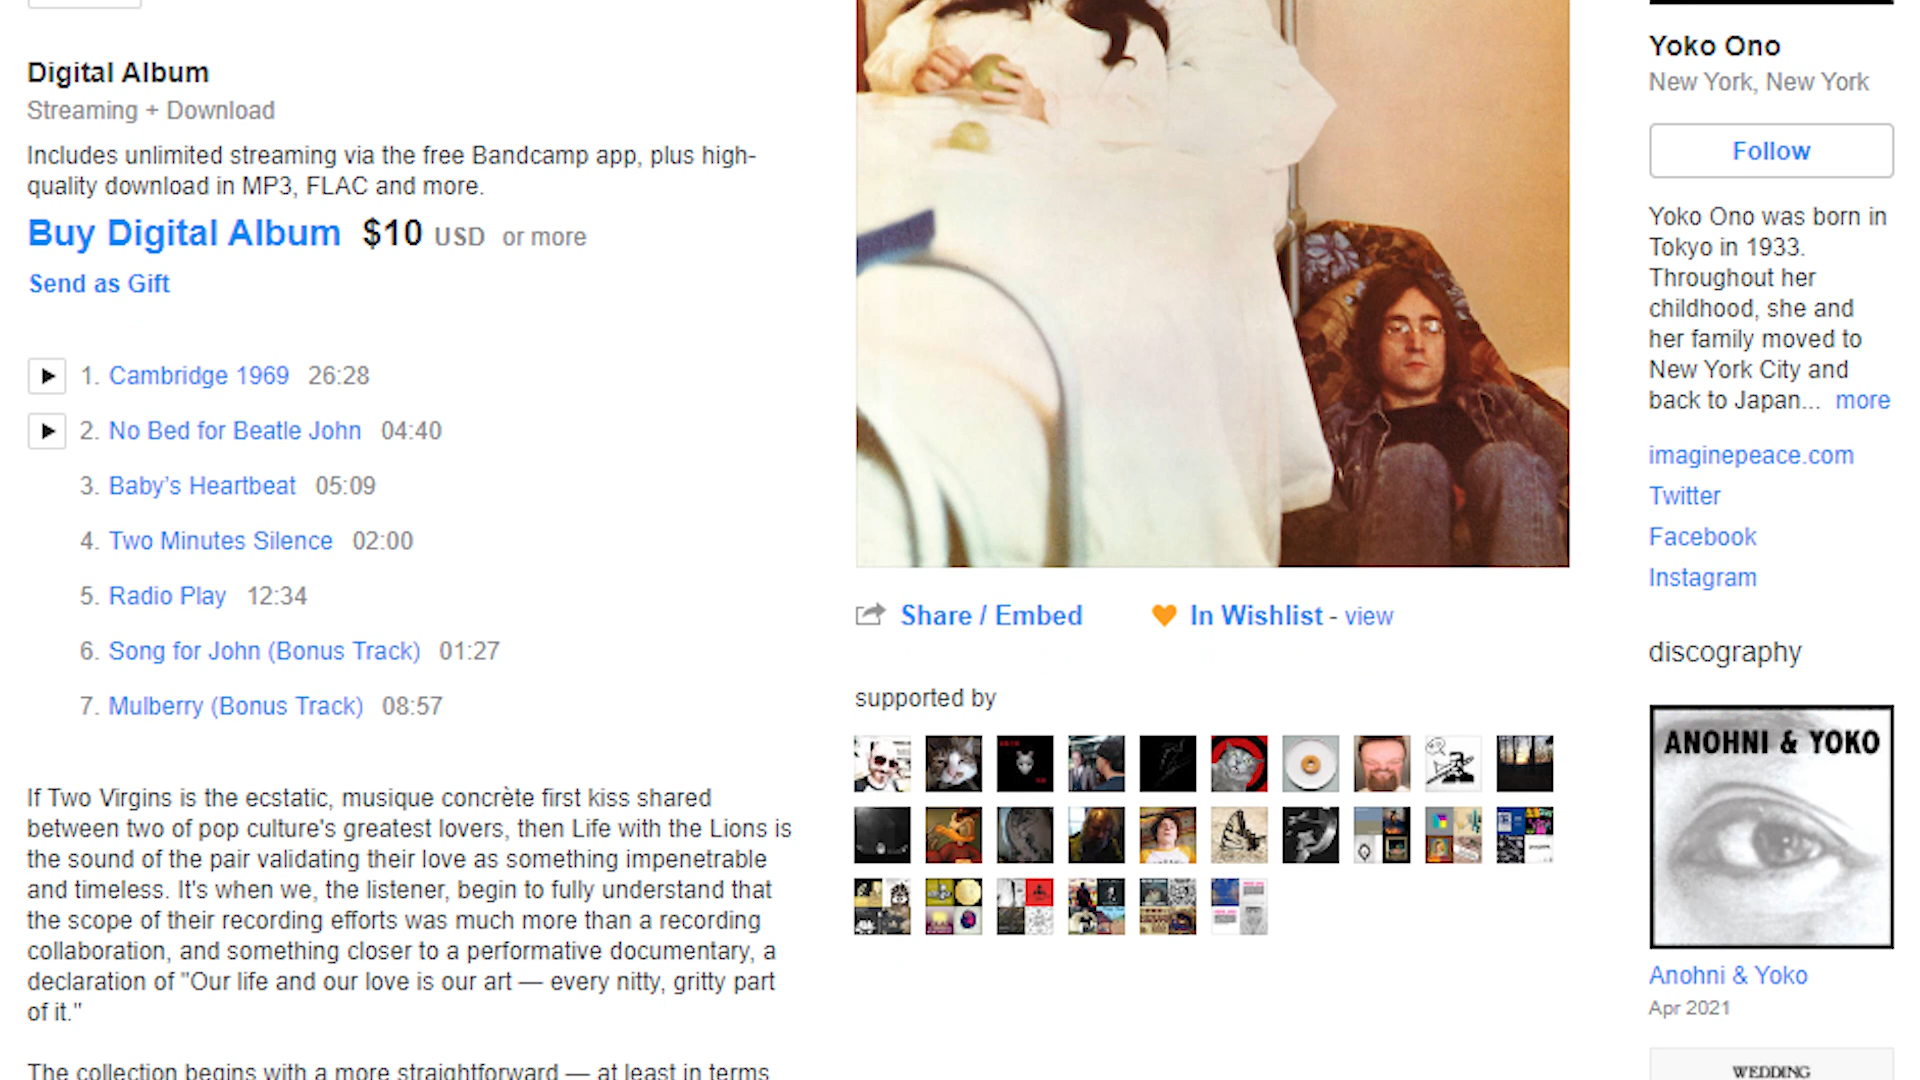 Digital Album
Streaming + Download
Includes unlimited streaming via the free Bandcamp app, plus high-
quality download in MP3, FLAC and more.
Buy Digital Album $10 USD or more
Send as Gift
1. Cambridge 1969 26:28
2. No Bed for Beatle John 04:40
3. Baby’s Heartbeat 05:09
4. Two Minutes Silence 02:00
5. Radio Play 12:34
6. Song for John (Bonus Track) 01:27
7. Mulberry (Bonus Track) 08:57
If Two Virgins is the ecstatic, musique concrète first kiss shared
between two of pop culture's greatest lovers, then Life with the Lions is
the sound of the pair validating their love as something impenetrable
and timeless. It's when we, the listener, begin to fully understand that
the scope of their recording efforts was much more than a recording
collaboration, and something closer to a performative documentary, a
declaration of "Our life and our love is our art — every nitty, gritty part
of it."
The collection begins with a more straightforward — at least in terms
Share / Embed
In Wishlist - view
supported by
Yoko Ono
New York, New York
Follow
Yoko Ono was born in
Tokyo in 1933.
Throughout her
childhood, she and
her family moved to
New York City and
back to Japan... more
imaginepeace.com
Twitter
Facebook
Instagram
discography
ANOHNI & YOKO
Anohni & Yoko
Apr 2021
WEDDING